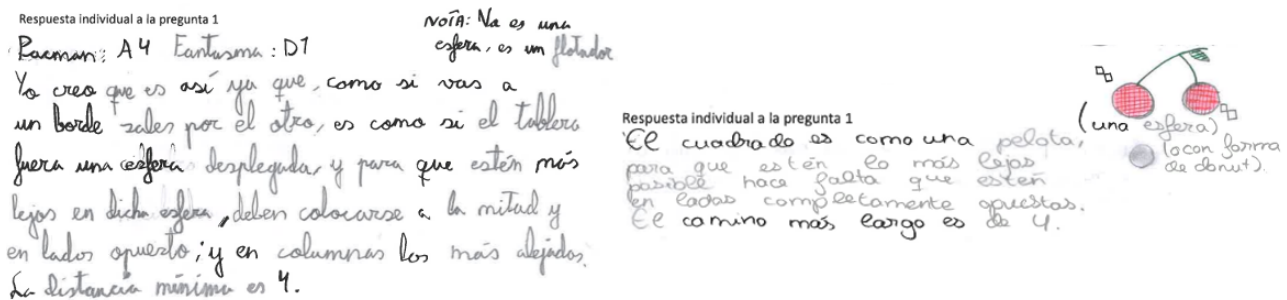 Respuesta individual a la pregunta 1
NOTA: No es una
esfera, es un flotador
Pacman: A4 Fantasma: D1
Yo creo que es así ya que, como si vas a
un borde sales por el otro, es como si el tablero
fuera una esfera desplegada, y para que estén más
lejos en dicha esfera, deben colocarse a la mitad y
en lados opuesto; y en columnas los más alejados.
La distancia mínima es 4.
Respuesta individual a la pregunta 1
El cuadrado es como una pelota,
(una esfera)
(o con forma
de donut).
para que estén lo más lejos
posible hace falta que estén
en lados completamente opuestos.
El camino más largo es de 4.